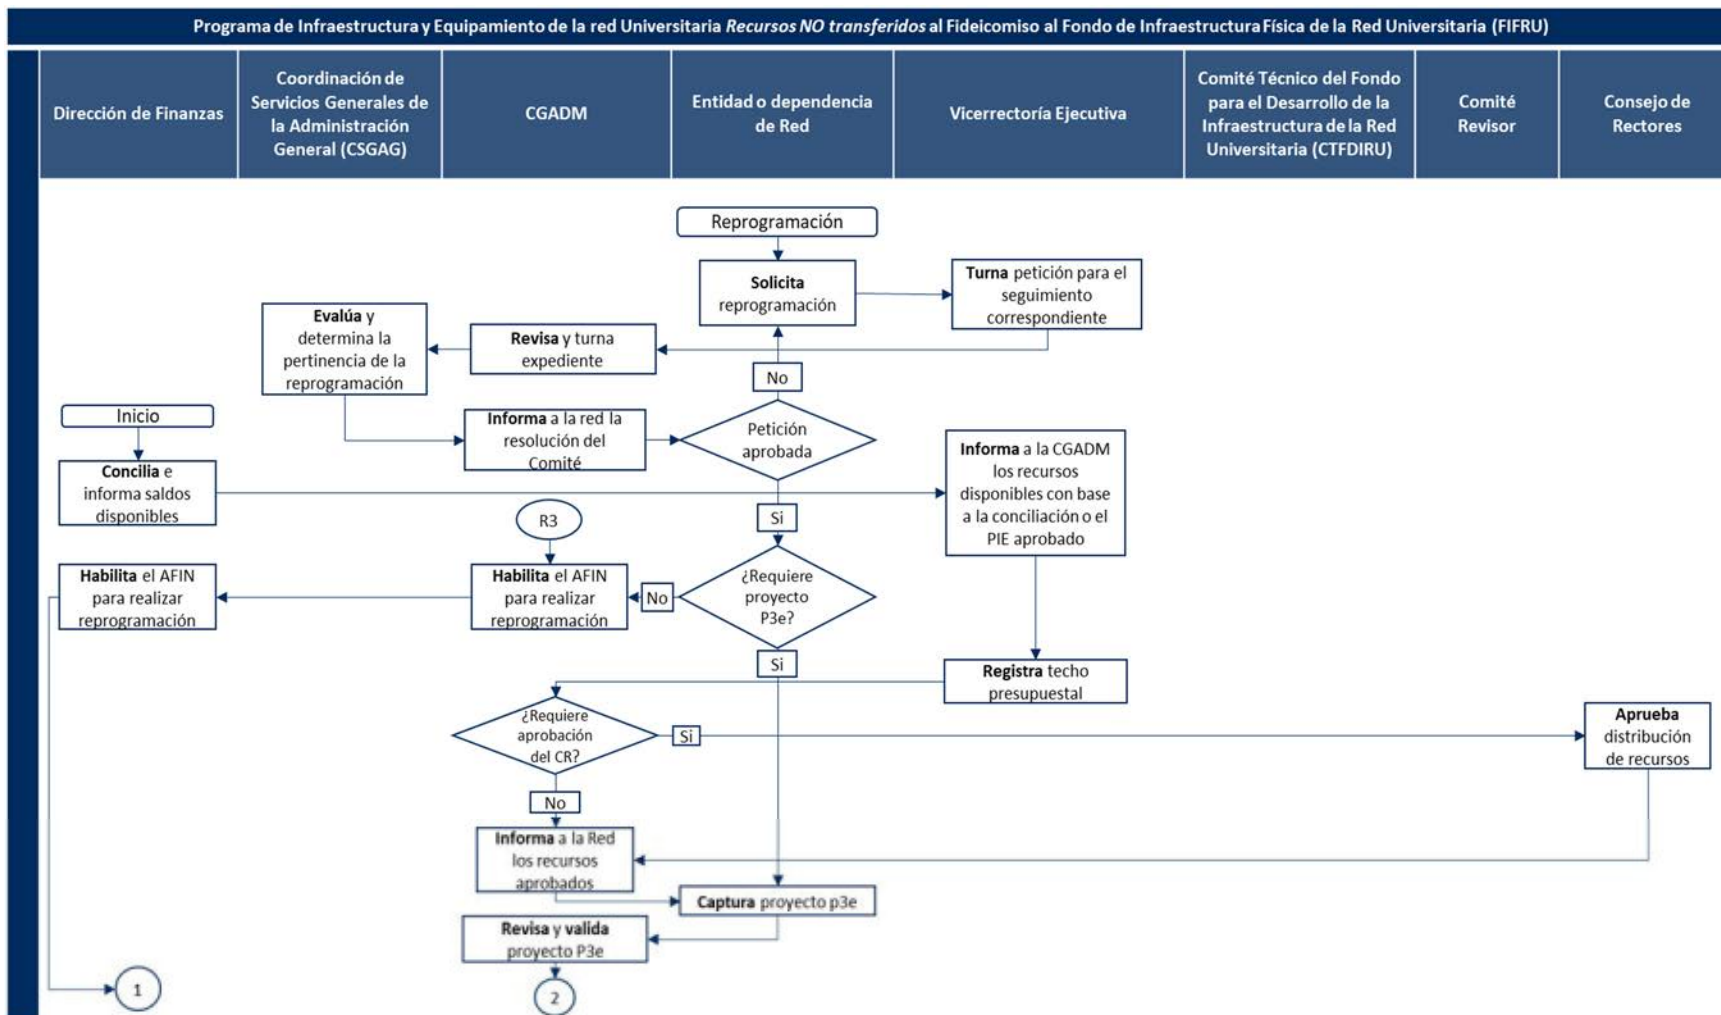 Programa de Infraestructura y Equipamiento de la red Universitaria Recursos NO transferidos al Fideicomiso al Fondo de Infraestructura Física de la Red Universitaria (FIFRU)
Dirección de Finanzas
Coordinación de
Servicios Generales de
la Administración
General (CSGAG)
CGADM
Entidad o dependencia
de Red
Vicerrectoría Ejecutiva
Comité Técnico del Fondo
para el Desarrollo de la
Infraestructura de la Red
Universitaria (CTFDIRU)
Comité
Revisor
Consejo de
Rectores
Reprogramación
Solicita
reprogramación
Turna petición para el
seguimiento
correspondiente
Evalúa y
determina la
pertinencia de la
reprogramación
Revisa y turna
expediente
No
Inicio
Informa a la red la
resolución del
Comité
Petición
aprobada
Concilia e
informa saldos
disponibles
Informa a la CGADM
los recursos
disponibles con base
a la conciliación o el
PIE aprobado
R3
Si
Habilita el AFIN
para realizar
reprogramación
Habilita el AFIN
para realizar
reprogramación
No
¿Requiere
proyecto
P3e?
Si
Registra techo
presupuestal
¿Requiere
aprobación
del CR?
Si
Aprueba
distribución
de recursos
No
Informa a la Red
los recursos
aprobados
Captura proyecto p3e
Revisa y valida
proyecto P3e
1
2